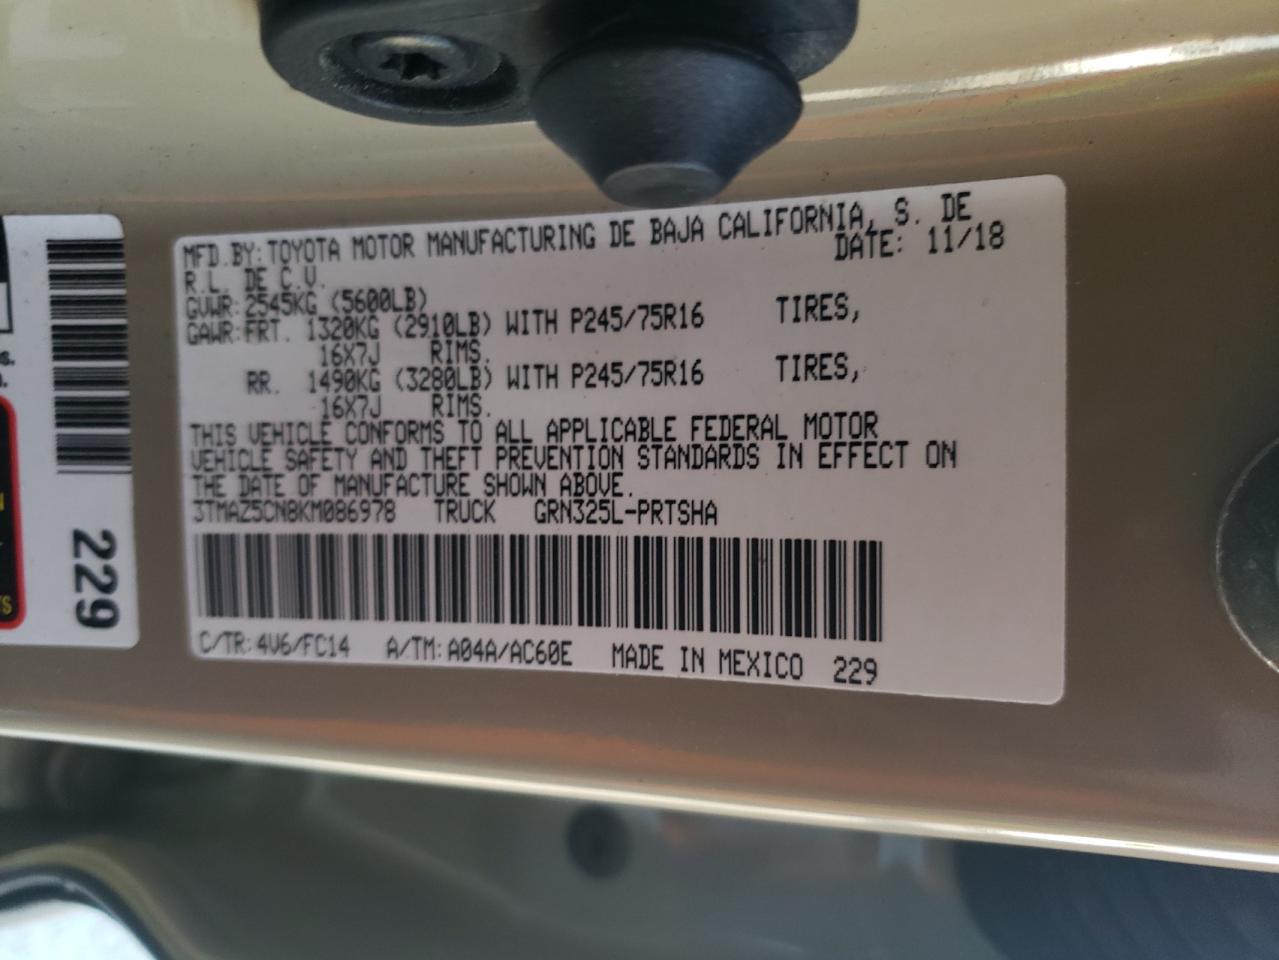 MFD.BY:TOYOTA MOTOR MANUFACTURING DE BAJA CALIFORNIA, S. DE
R.L. DE C.V. DATE: 11/18
GVWR:2545KG (5600LB)
GAWR:FRT. 1320KG (2910LB) WITH P245/75R16 TIRES,
16X7J RIMS.
RR. 1490KG (3280LB) WITH P245/75R16 TIRES,
16X7J RIMS.
THIS VEHICLE CONFORMS TO ALL APPLICABLE FEDERAL MOTOR
VEHICLE SAFETY AND THEFT PREVENTION STANDARDS IN EFFECT ON
THE DATE OF MANUFACTURE SHOWN ABOVE.
3TMAZ5CN8KM086978 TRUCK GRN325L-PRTSHA
C/TR:4V6/FC14 A/TM:A04A/AC60E MADE IN MEXICO 229
229